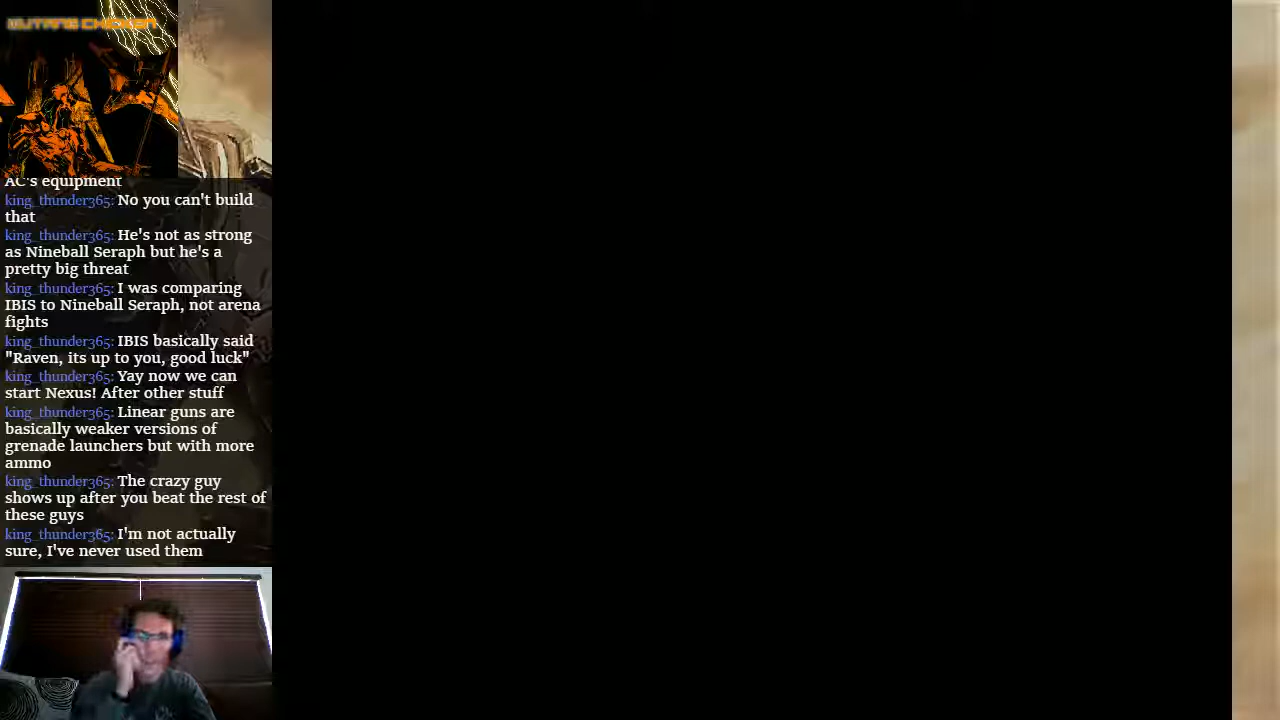 MUTANT CHICKEN
AC's equipment
king_thunder365: No you can't build
that
king_thunder365: He's not as strong
as Nineball Seraph but he's a
pretty big threat
king_thunder365: I was comparing
IBIS to Nineball Seraph, not arena
fights
king_thunder365: IBIS basically said
"Raven, its up to you, good luck"
king_thunder365: Yay now we can
start Nexus! After other stuff
king_thunder365: Linear guns are
basically weaker versions of
grenade launchers but with more
ammo
king_thunder365: The crazy guy
shows up after you beat the rest of
these guys
king_thunder365: I'm not actually
sure, I've never used them